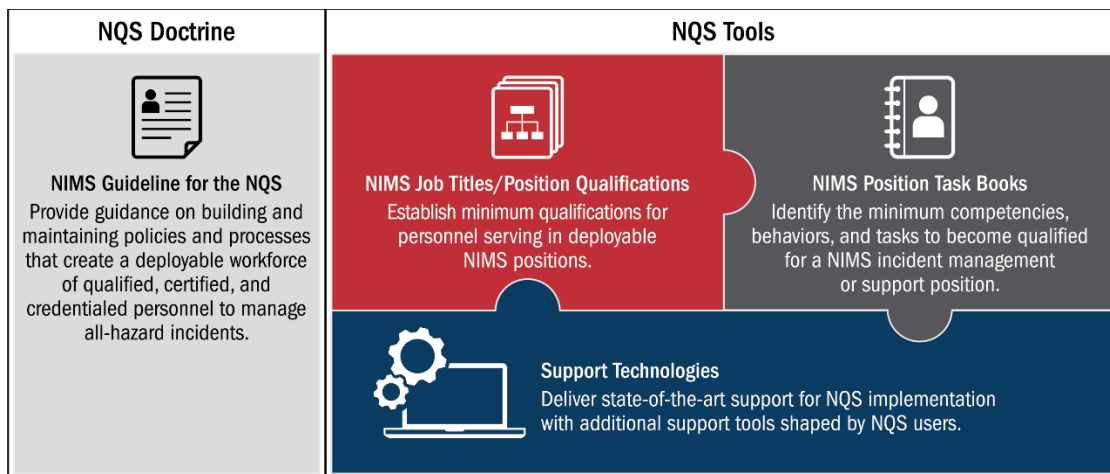 NQS Doctrine
NIMS Guideline for the NQS
Provide guidance on building and
maintaining policies and processes
that create a deployable workforce
of qualified, certified, and
credentialed personnel to manage
all-hazard incidents.
NQS Tools
NIMS Job Titles/Position Qualifications
Establish minimum qualifications for
personnel serving in deployable
NIMS positions.
NIMS Position Task Books
Identify the minimum competencies,
behaviors, and tasks to become qualified
for a NIMS incident management
or support position.
Support Technologies
Deliver state-of-the-art support for NQS implementation
with additional support tools shaped by NQS users.